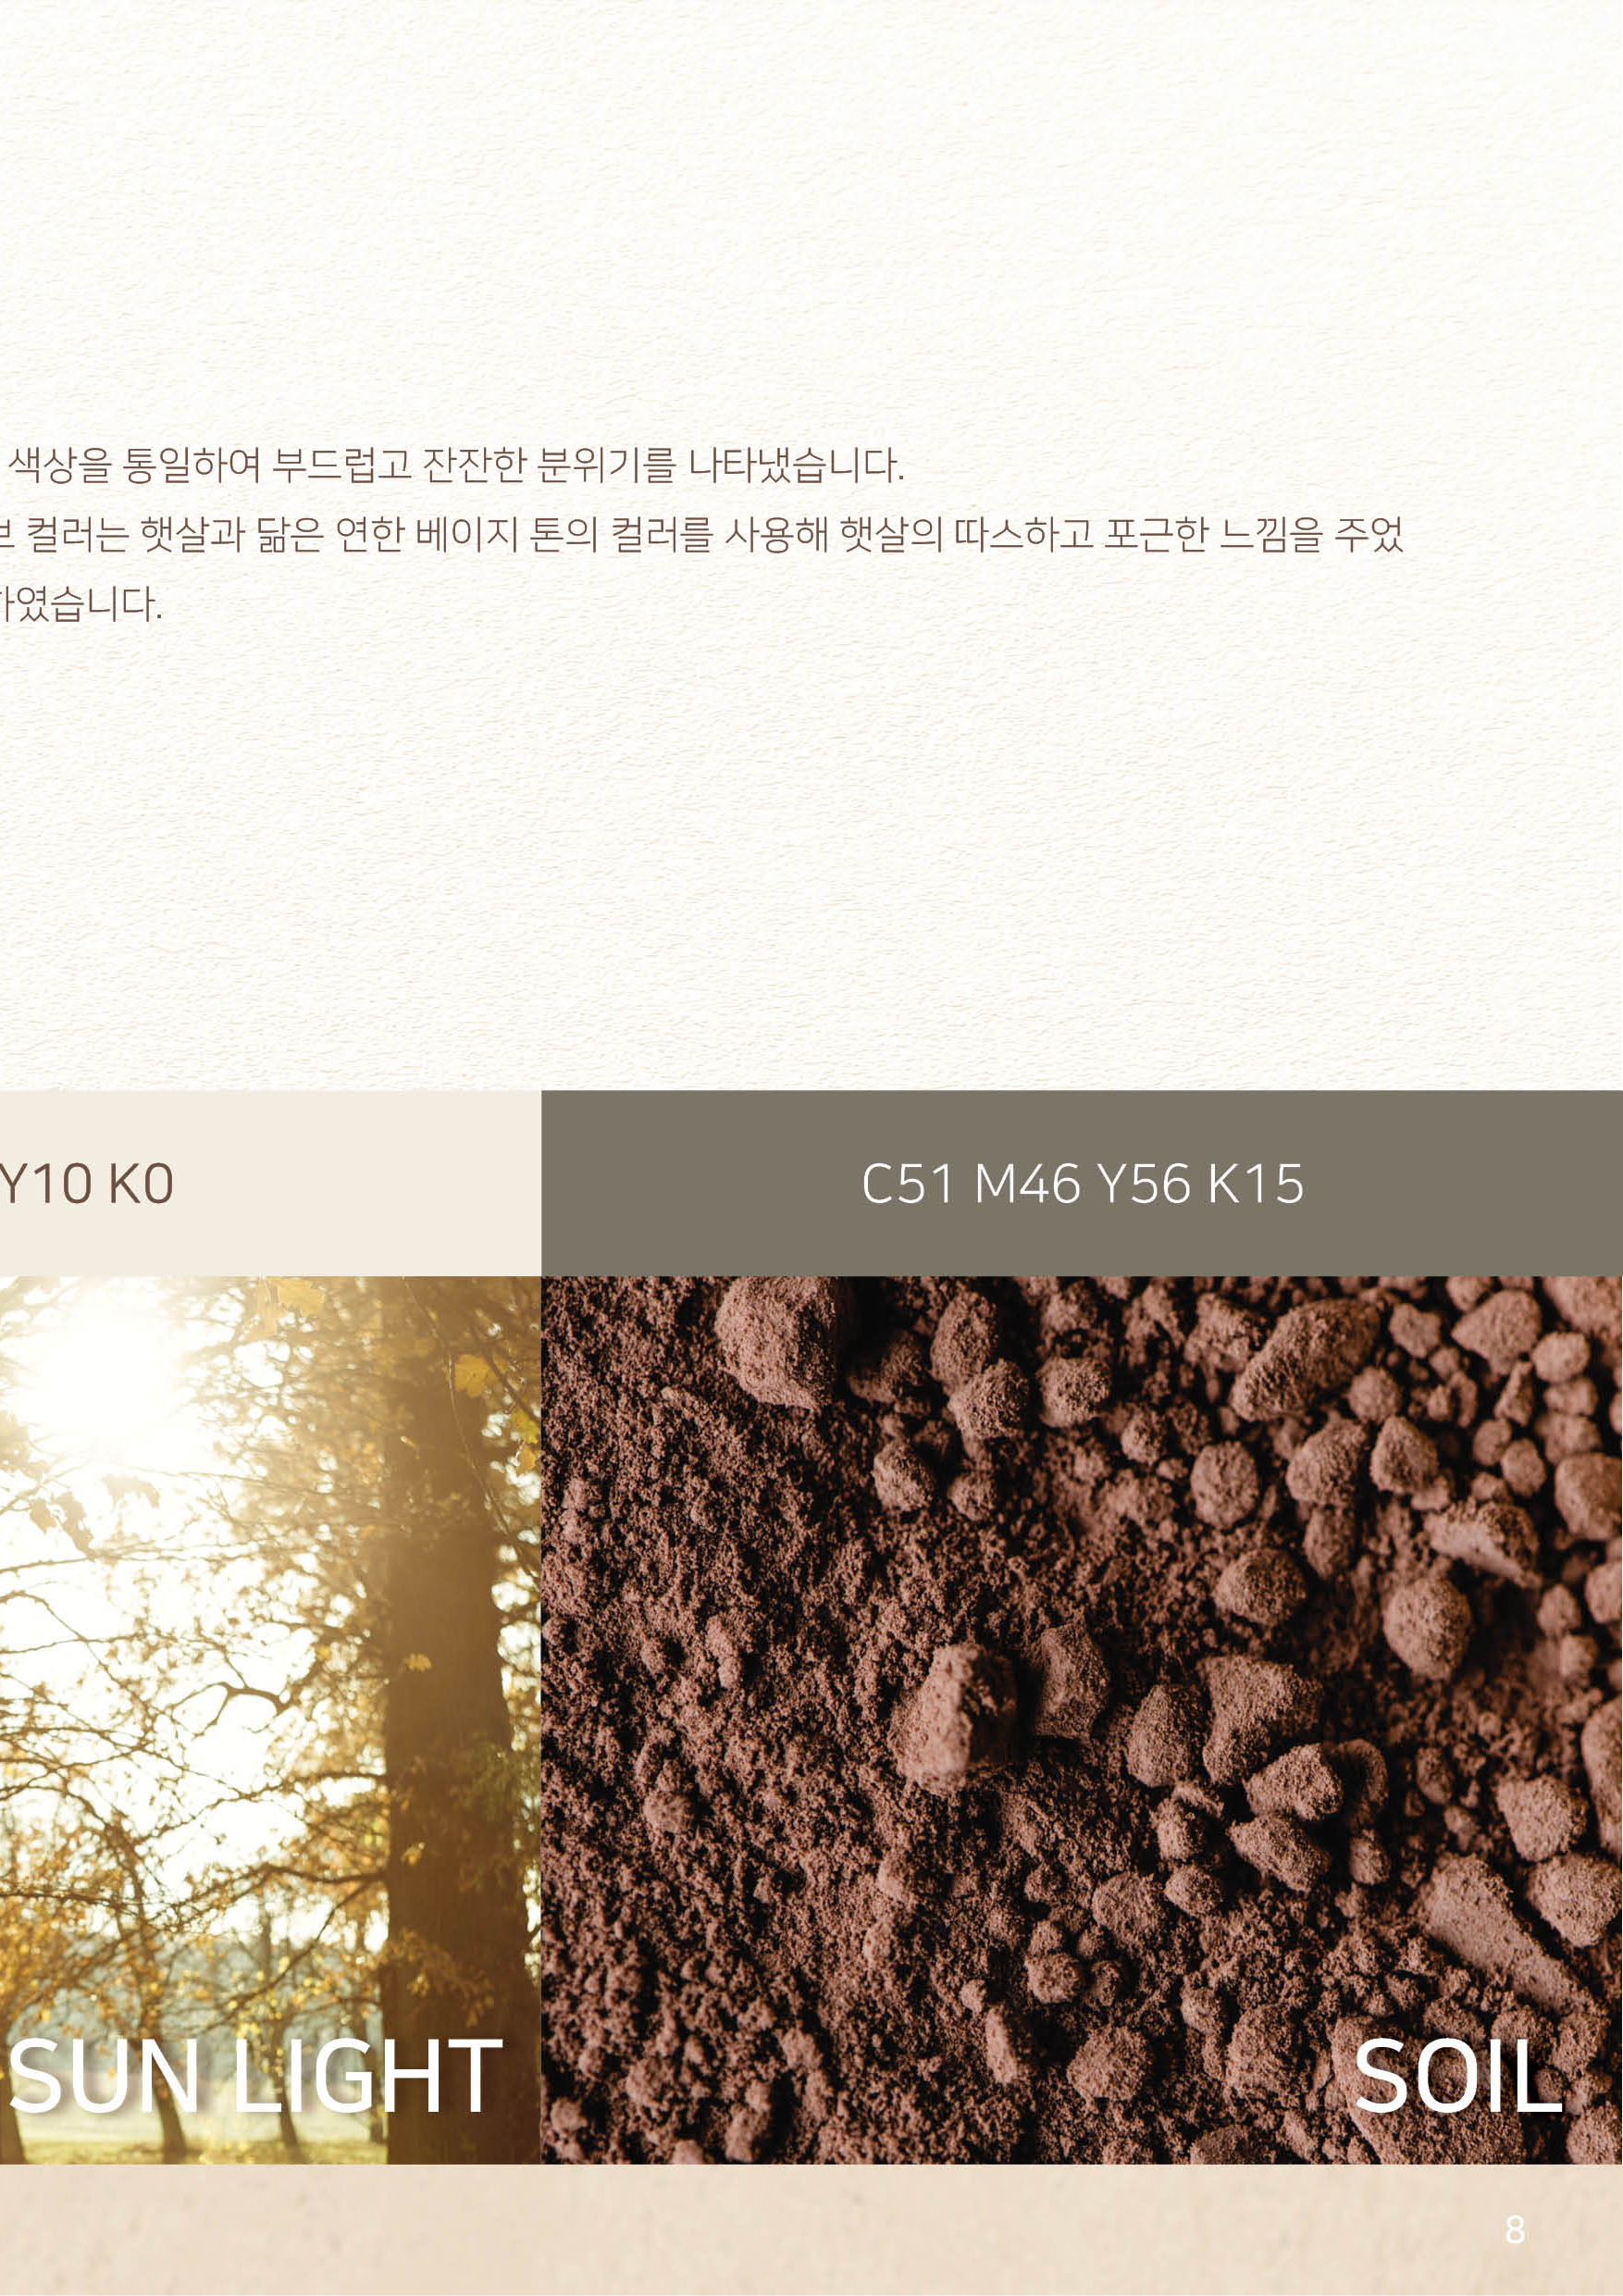 색상을 통일하여 부드럽고 잔잔한 분위기를 나타냈습니다.
컬러는 햇살과 닮은 연한 베이지 톤의 컬러를 사용해 햇살의 따스하고 포근한 느낌을 주었
하였습니다.
Y10 K0
C51 M46 Y56 K15
SUN LIGHT
SOIL
8